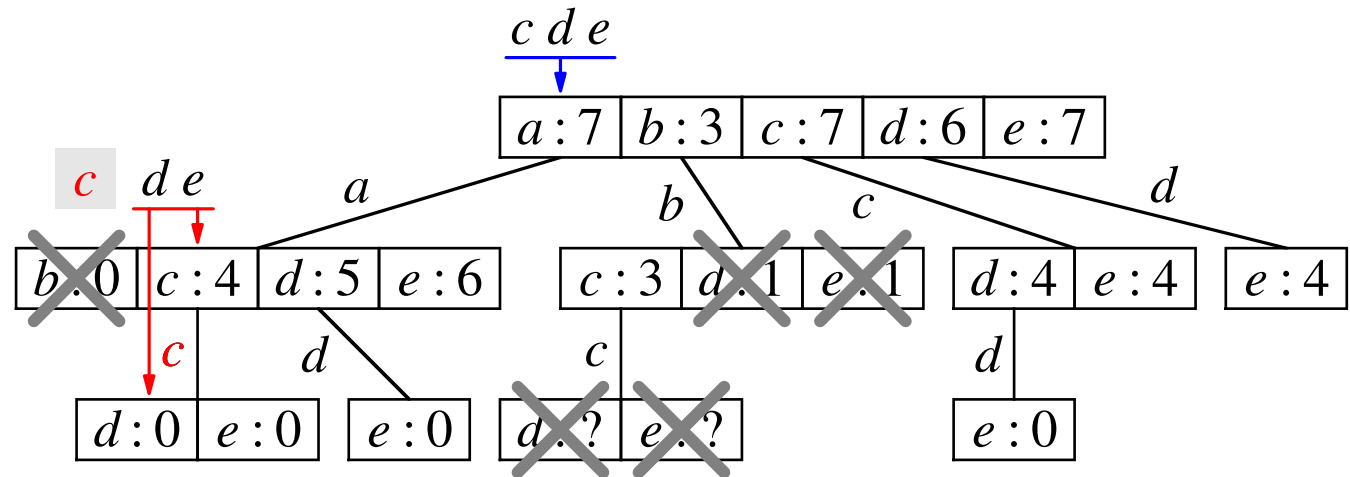 c d e
a : 7 b : 3 c : 7 d : 6 e : 7
c d e
a b c d
b : 0 c : 4 d : 5 e : 6 c : 3 d : 1 e : 1 d : 4 e : 4 e : 4
c d c d
d : 0 e : 0 e : 0 d : ? e : ? e : 0